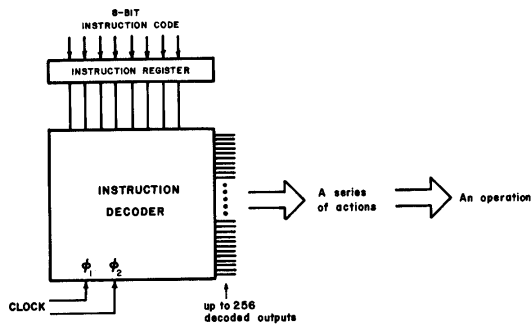 8-BIT
INSTRUCTION CODE
INSTRUCTION REGISTER
INSTRUCTION
DECODER
A series
of actions
An operation
ϕ1 ϕ2
CLOCK
up to 256
decoded outputs